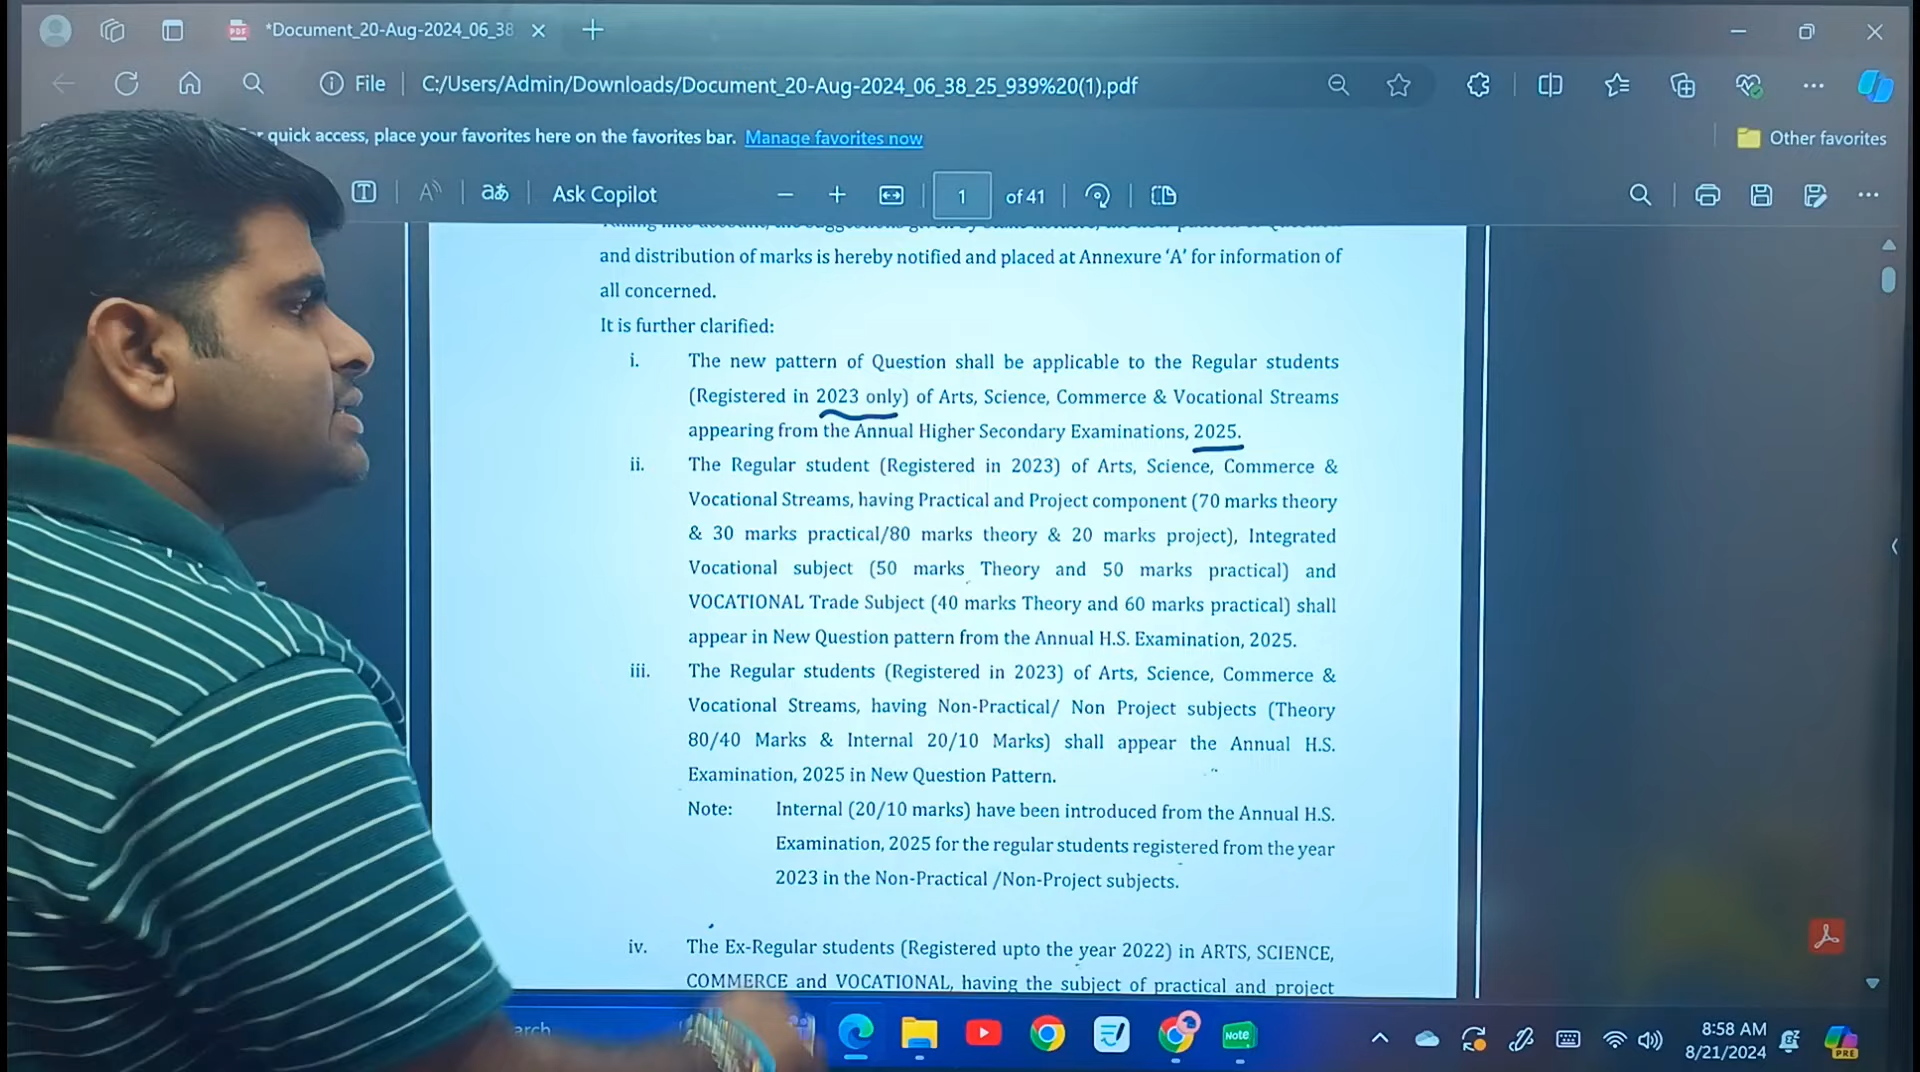 *Document_20-Aug-2024_06_38
File
C:/Users/Admin/Downloads/Document_20-Aug-2024_06_38_25_939%20(1).pdf
quick access, place your favorites here on the favorites bar. Manage favorites now
Other favorites
Ask Copilot
1 of 41
and distribution of marks is hereby notified and placed at Annexure ‘A’ for information of
all concerned.
It is further clarified:
i. The new pattern of Question shall be applicable to the Regular students
(Registered in 2023 only) of Arts, Science, Commerce & Vocational Streams
appearing from the Annual Higher Secondary Examinations, 2025.
ii. The Regular student (Registered in 2023) of Arts, Science, Commerce &
Vocational Streams, having Practical and Project component (70 marks theory
& 30 marks practical/80 marks theory & 20 marks project), Integrated
Vocational subject (50 marks Theory and 50 marks practical) and
VOCATIONAL Trade Subject (40 marks Theory and 60 marks practical) shall
appear in New Question pattern from the Annual H.S. Examination, 2025.
iii. The Regular students (Registered in 2023) of Arts, Science, Commerce &
Vocational Streams, having Non-Practical/ Non Project subjects (Theory
80/40 Marks & Internal 20/10 Marks) shall appear the Annual H.S.
Examination, 2025 in New Question Pattern.
Note: Internal (20/10 marks) have been introduced from the Annual H.S.
Examination, 2025 for the regular students registered from the year
2023 in the Non-Practical /Non-Project subjects.
iv. The Ex-Regular students (Registered upto the year 2022) in ARTS, SCIENCE,
COMMERCE and VOCATIONAL, having the subject of practical and project
Note
8:58 AM
8/21/2024
PRE